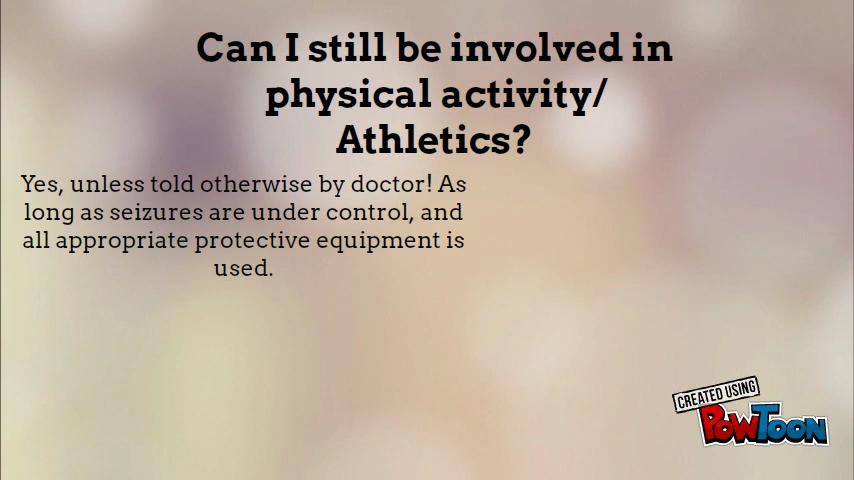 Can I still be involved in
physical activity/
Athletics?
Yes, unless told otherwise by doctor! As
long as seizures are under control, and
all appropriate protective equipment is
used.
CREATED USING
POWTOON